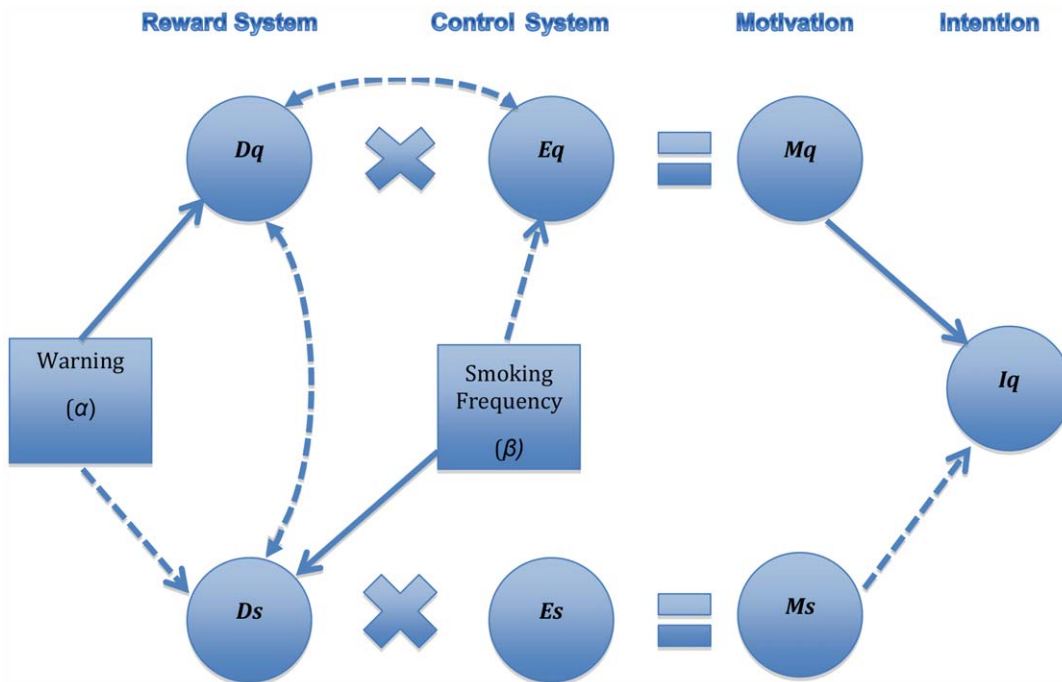 Reward System
Control System
Motivation
Intention
Dq
Eq
Mq
Warning
(α)
Smoking
Frequency
(β)
Iq
Ds
Es
Ms